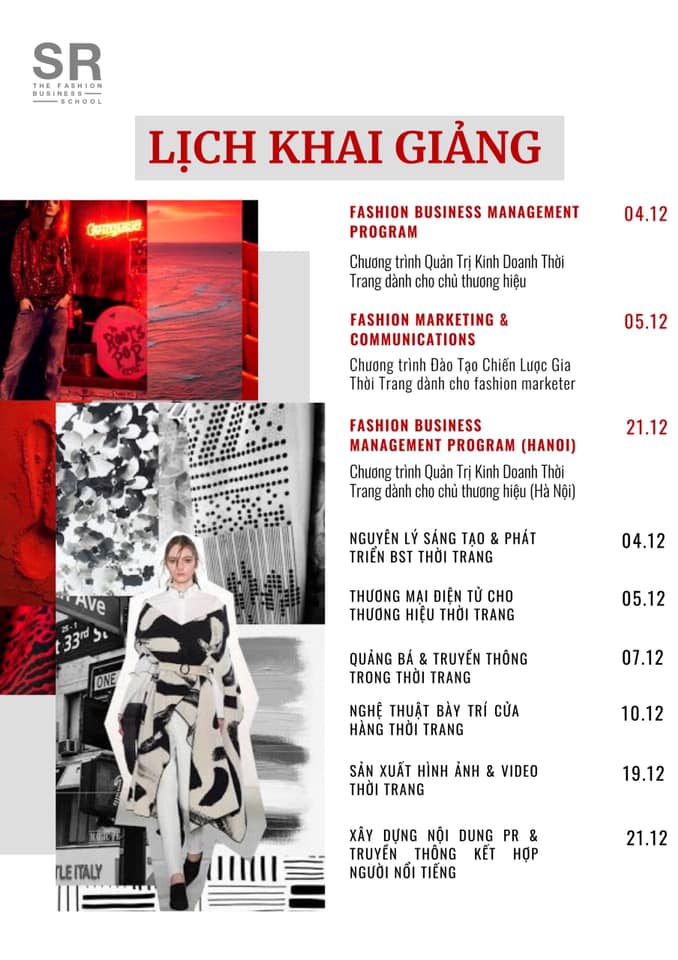 SR
THE FASHION
BUSINESS
SCHOOL
LỊCH KHAI GIẢNG
FASHION BUSINESS MANAGEMENT
PROGRAM
04.12
Chương trình Quản Trị Kinh Doanh Thời
Trang dành cho chủ thương hiệu
FASHION MARKETING &
COMMUNICATIONS
05.12
Chương trình Đào Tạo Chiến Lược Gia
Thời Trang dành cho fashion marketer
FASHION BUSINESS
MANAGEMENT PROGRAM (HANOI)
21.12
Chương trình Quản Trị Kinh Doanh Thời
Trang dành cho chủ thương hiệu (Hà Nội)
NGUYÊN LÝ SÁNG TẠO & PHÁT
TRIỂN BST THỜI TRANG
04.12
THƯƠNG MẠI ĐIỆN TỬ CHO
THƯƠNG HIỆU THỜI TRANG
05.12
QUẢNG BÁ & TRUYỀN THÔNG
TRONG THỜI TRANG
07.12
NGHỆ THUẬT BÀY TRÍ CỬA
HÀNG THỜI TRANG
10.12
SẢN XUẤT HÌNH ẢNH & VIDEO
THỜI TRANG
19.12
XÂY DỰNG NỘI DUNG PR &
TRUYỀN THÔNG KẾT HỢP
NGƯỜI NỔI TIẾNG
21.12
ROOTS
BAR
Ave
25 - 1
t 33rd St
ONE
TLE ITALY